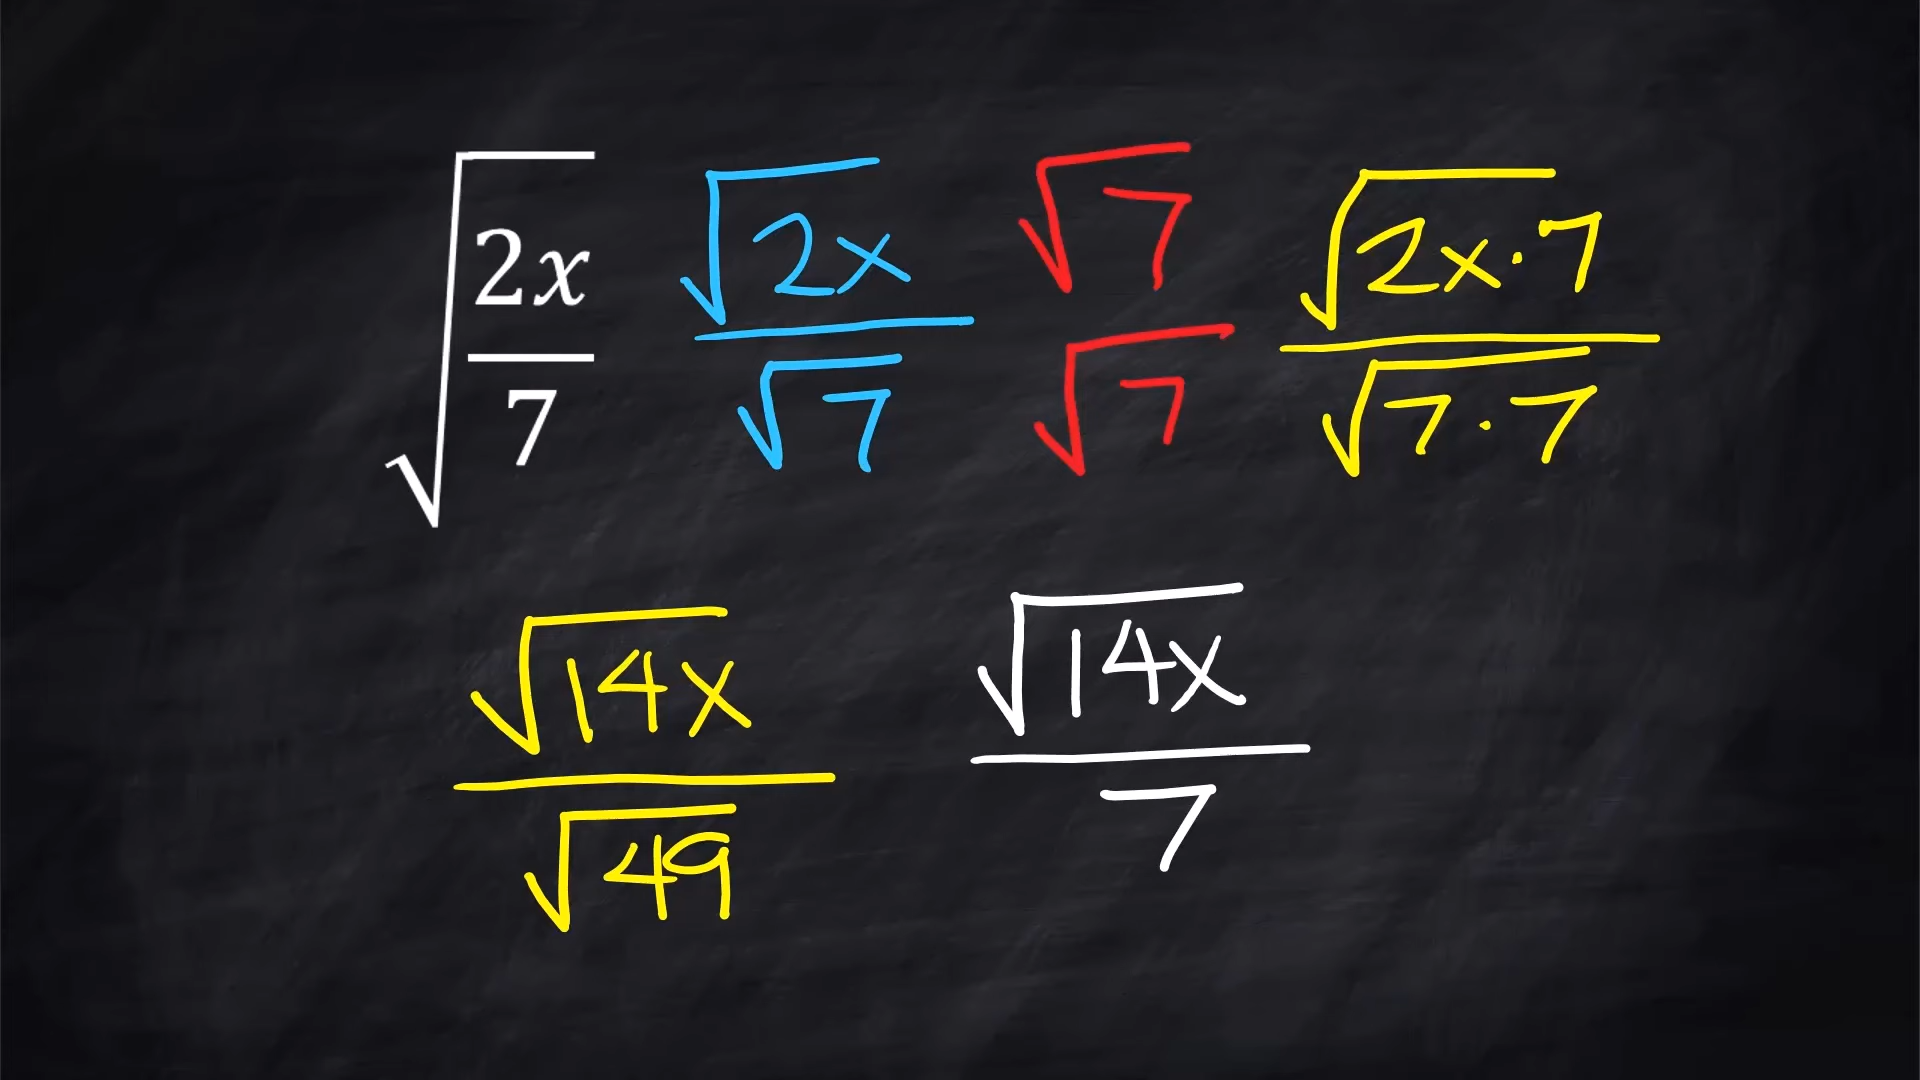 √(2x/7) √2x/√7 √7/√7 √2x·7/√7·7
√14x/√49 √14x/7